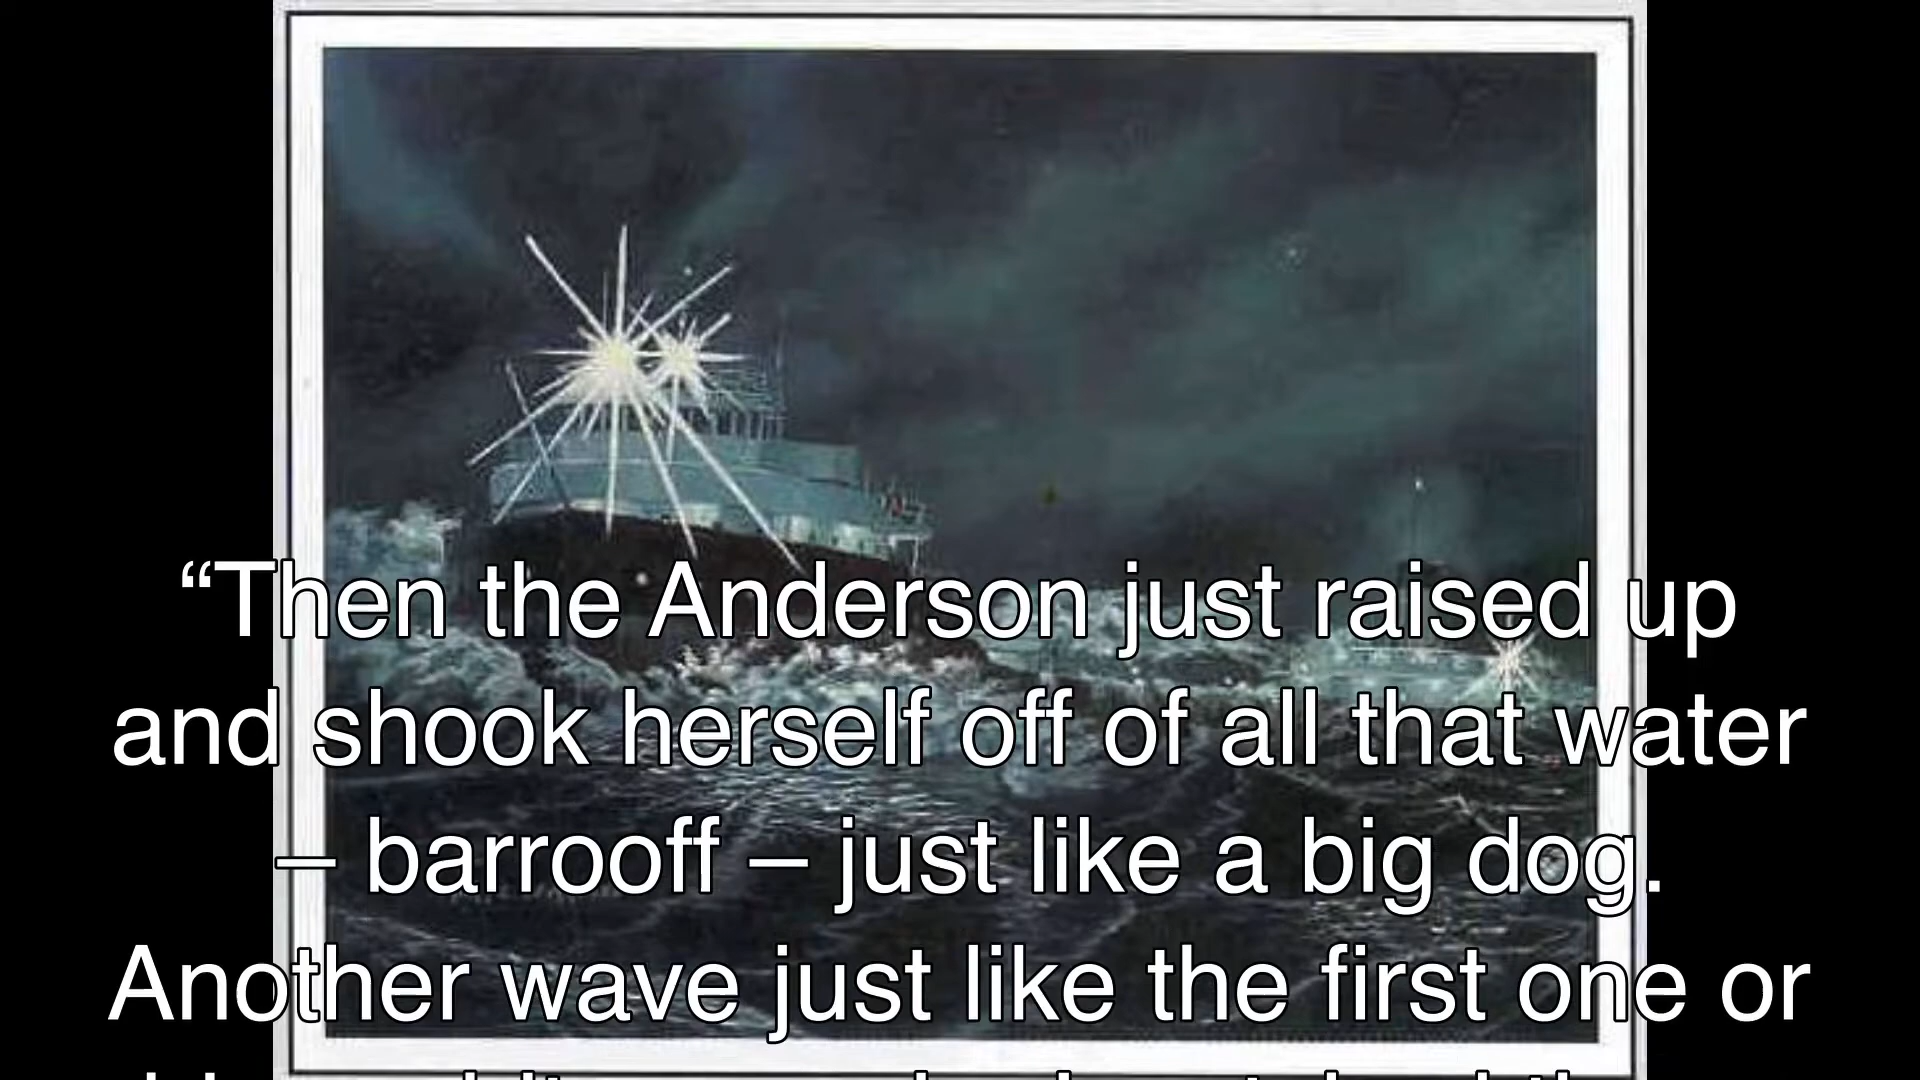 “Then the Anderson just raised up
and shook herself off of all that water
– barrooff – just like a big dog.
Another wave just like the first one or